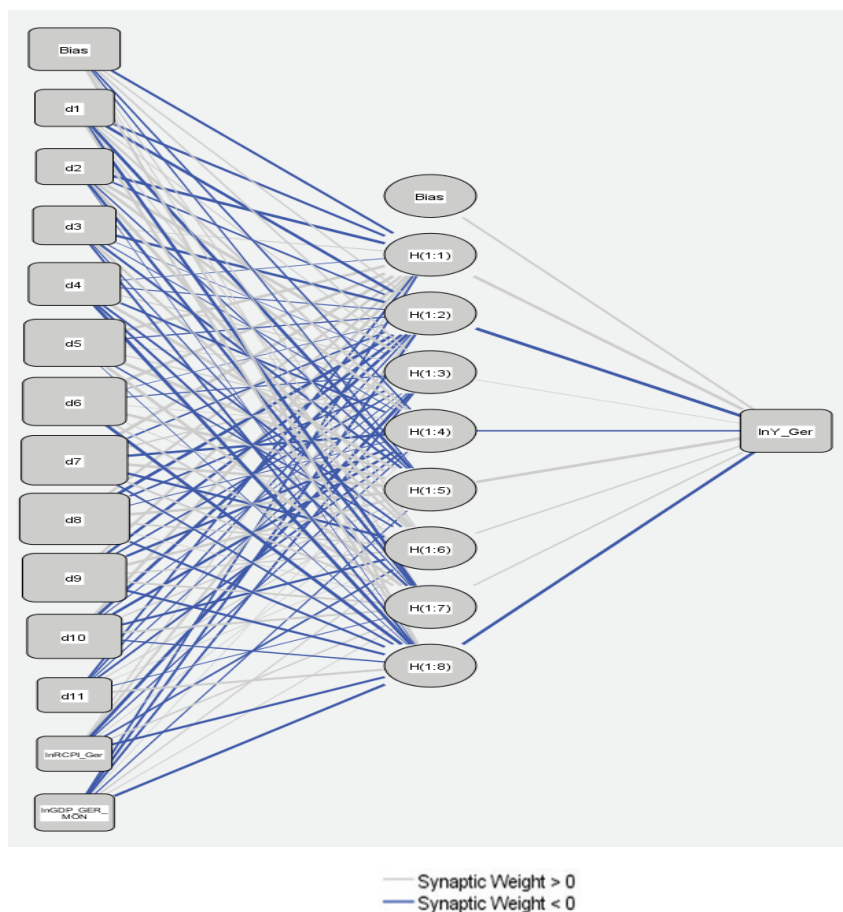 Bias
d1
d2
d3
d4
d5
d6
d7
d8
d9
d10
d11
lnRCPI_Ger
lnGDP_GER_
MON
Bias
H(1:1)
H(1:2)
H(1:3)
H(1:4)
H(1:5)
H(1:6)
H(1:7)
H(1:8)
lnY_Ger
Synaptic Weight > 0
Synaptic Weight < 0